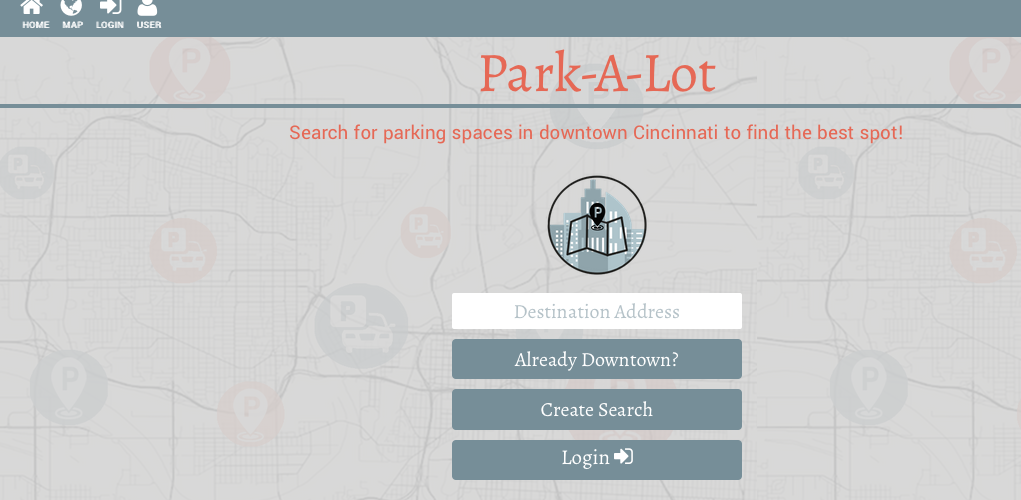 HOME MAP LOGIN USER
Park-A-Lot
Search for parking spaces in downtown Cincinnati to find the best spot!
P
Destination Address
Already Downtown?
Create Search
Login